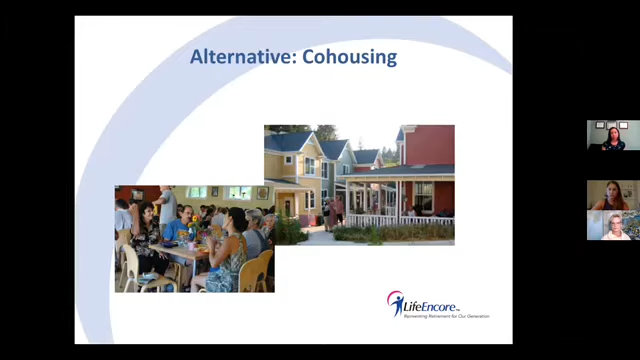 Alternative: Cohousing
LifeEncore
Reinventing Retirement for Our Generation